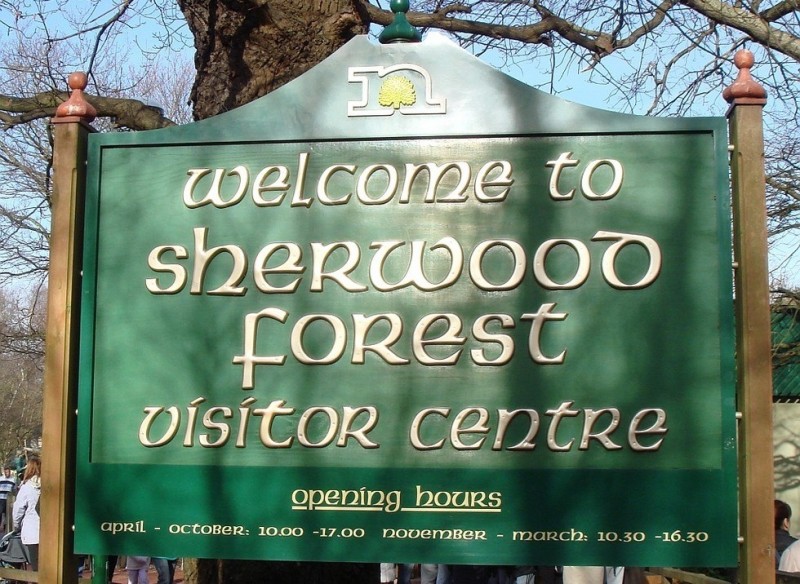 welcome to
sherwood
forest
visitor centre
opening hours
april - october: 10.00 -17.00 november - march: 10.30 -16.30